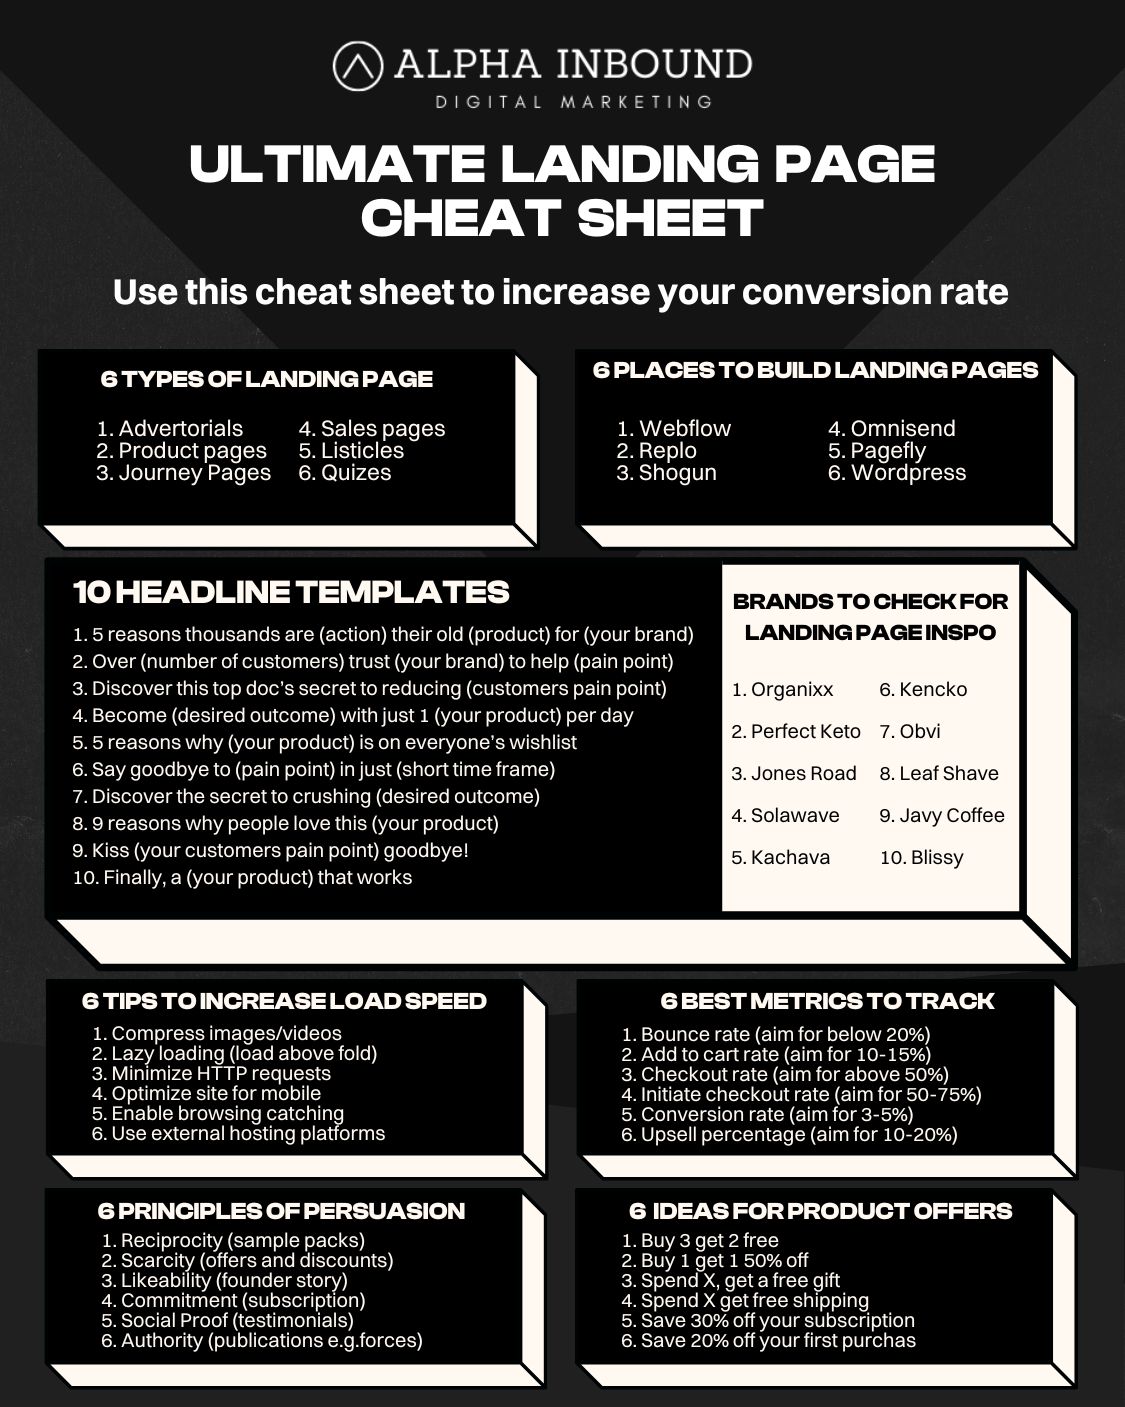 ALPHA INBOUND
DIGITAL MARKETING
ULTIMATE LANDING PAGE
CHEAT SHEET
Use this cheat sheet to increase your conversion rate
6 TYPES OF LANDING PAGE
1. Advertorials
2. Product pages
3. Journey Pages
4. Sales pages
5. Listicles
6. Quizes
6 PLACES TO BUILD LANDING PAGES
1. Webflow
2. Replo
3. Shogun
4. Omnisend
5. Pagefly
6. Wordpress
10 HEADLINE TEMPLATES
1. 5 reasons thousands are (action) their old (product) for (your brand)
2. Over (number of customers) trust (your brand) to help (pain point)
3. Discover this top doc's secret to reducing (customers pain point)
4. Become (desired outcome) with just 1 (your product) per day
5. 5 reasons why (your product) is on everyone's wishlist
6. Say goodbye to (pain point) in just (short time frame)
7. Discover the secret to crushing (desired outcome)
8. 9 reasons why people love this (your product)
9. Kiss (your customers pain point) goodbye!
10. Finally, a (your product) that works
BRANDS TO CHECK FOR
LANDING PAGE INSPO
1. Organixx
2. Perfect Keto
3. Jones Road
4. Solawave
5. Kachava
6. Kencko
7. Obvi
8. Leaf Shave
9. Javy Coffee
10. Blissy
6 TIPS TO INCREASE LOAD SPEED
1. Compress images/videos
2. Lazy loading (load above fold)
3. Minimize HTTP requests
4. Optimize site for mobile
5. Enable browsing catching
6. Use external hosting platforms
6 BEST METRICS TO TRACK
1. Bounce rate (aim for below 20%)
2. Add to cart rate (aim for 10-15%)
3. Checkout rate (aim for above 50%)
4. Initiate checkout rate (aim for 50-75%)
5. Conversion rate (aim for 3-5%)
6. Upsell percentage (aim for 10-20%)
6 PRINCIPLES OF PERSUASION
1. Reciprocity (sample packs)
2. Scarcity (offers and discounts)
3. Likeability (founder story)
4. Commitment (subscription)
5. Social Proof (testimonials)
6. Authority (publications e.g.forces)
6 IDEAS FOR PRODUCT OFFERS
1. Buy 3 get 2 free
2. Buy 1 get 1 50% off
3. Spend X, get a free gift
4. Spend X get free shipping
5. Save 30% off your subscription
6. Save 20% off your first purchas